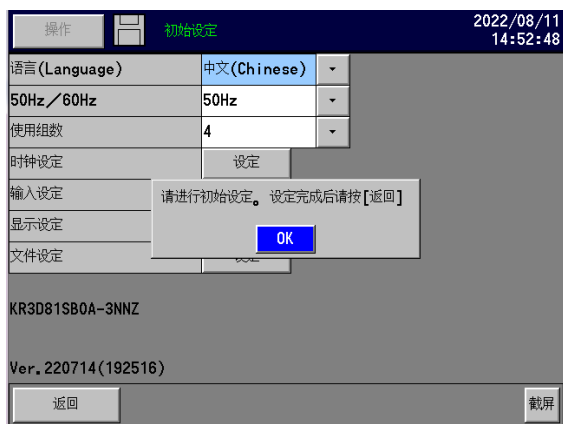 操作 初始设定 2022/08/11
14:52:48
语言(Language) 中文(Chinese)
50Hz／60Hz 50Hz
使用组数 4
时钟设定 设定
输入设定
请进行初始设定。 设定完成后请按[返回]
显示设定
OK
文件设定
KR3D81SB0A-3NNZ
Ver.220714(192516)
返回 截屏